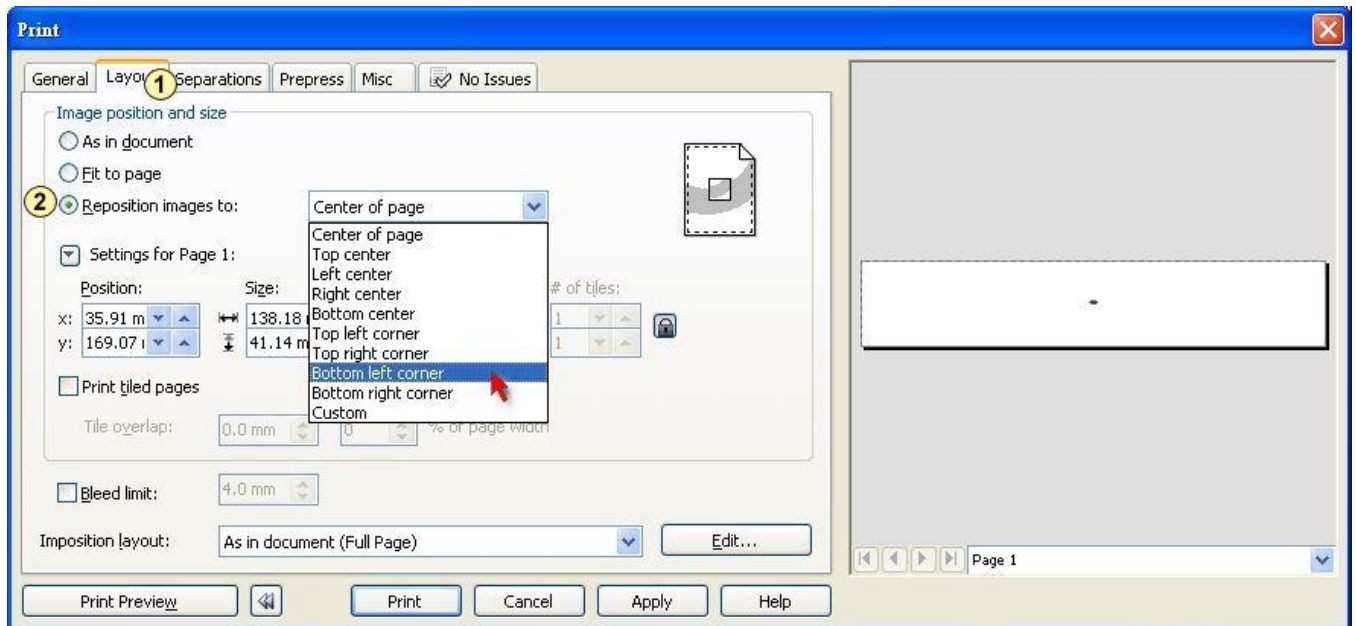 Print
General Layou 1 Separations Prepress Misc No Issues
Image position and size
As in document
Fit to page
2 Reposition images to: Center of page
Center of page
Top center
Left center
Right center
Bottom center
Top left corner
Top right corner
Bottom left corner
Bottom right corner
Custom
Settings for Page 1:
Position: Size: # of tiles:
x: 35.91 m 138.18 1
y: 169.07 41.14 m 1
Print tiled pages
Tile overlap: 0.0 mm 0 % of page width
Bleed limit: 4.0 mm
Imposition layout: As in document (Full Page) Edit...
Page 1
Print Preview Print Cancel Apply Help